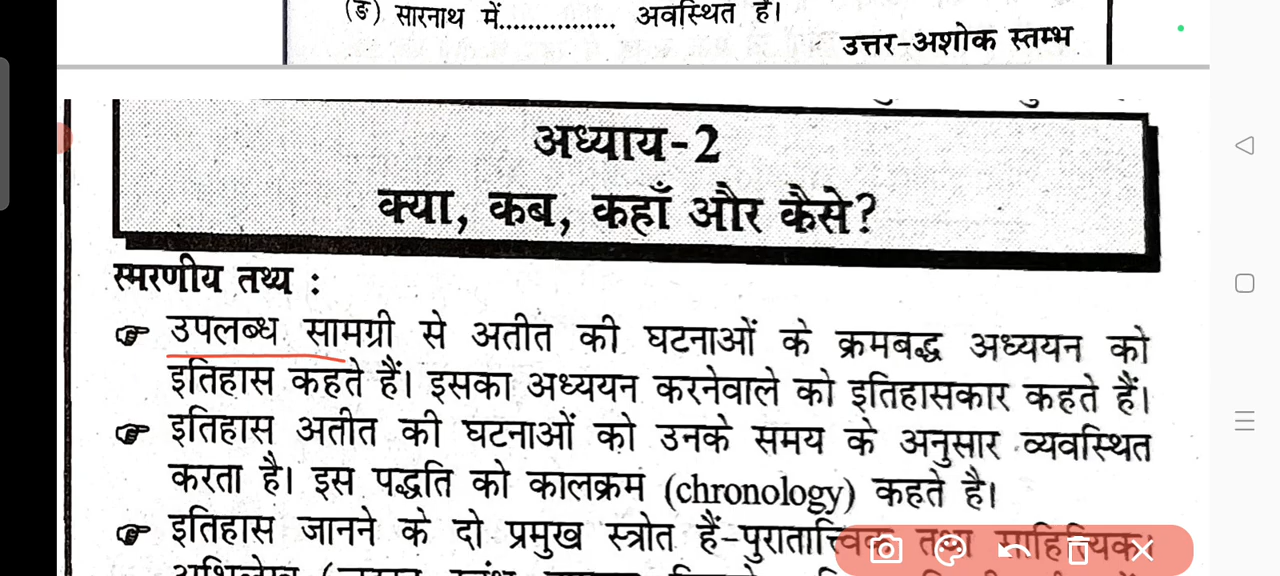 (ङ) सारनाथ में................ अवस्थित है।
उत्तर-अशोक स्तम्भ
अध्याय-2
क्या, कब, कहाँ और कैसे?
स्मरणीय तथ्य :
उपलब्ध सामग्री से अतीत की घटनाओं के क्रमबद्ध अध्ययन को
इतिहास कहते हैं। इसका अध्ययन करनेवाले को इतिहासकार कहते हैं।
इतिहास अतीत की घटनाओं को उनके समय के अनुसार व्यवस्थित
करता है। इस पद्धति को कालक्रम (chronology) कहते है।
इतिहास जानने के दो प्रमुख स्त्रोत हैं-पुरातात्त्विक तथा साहित्यिक।